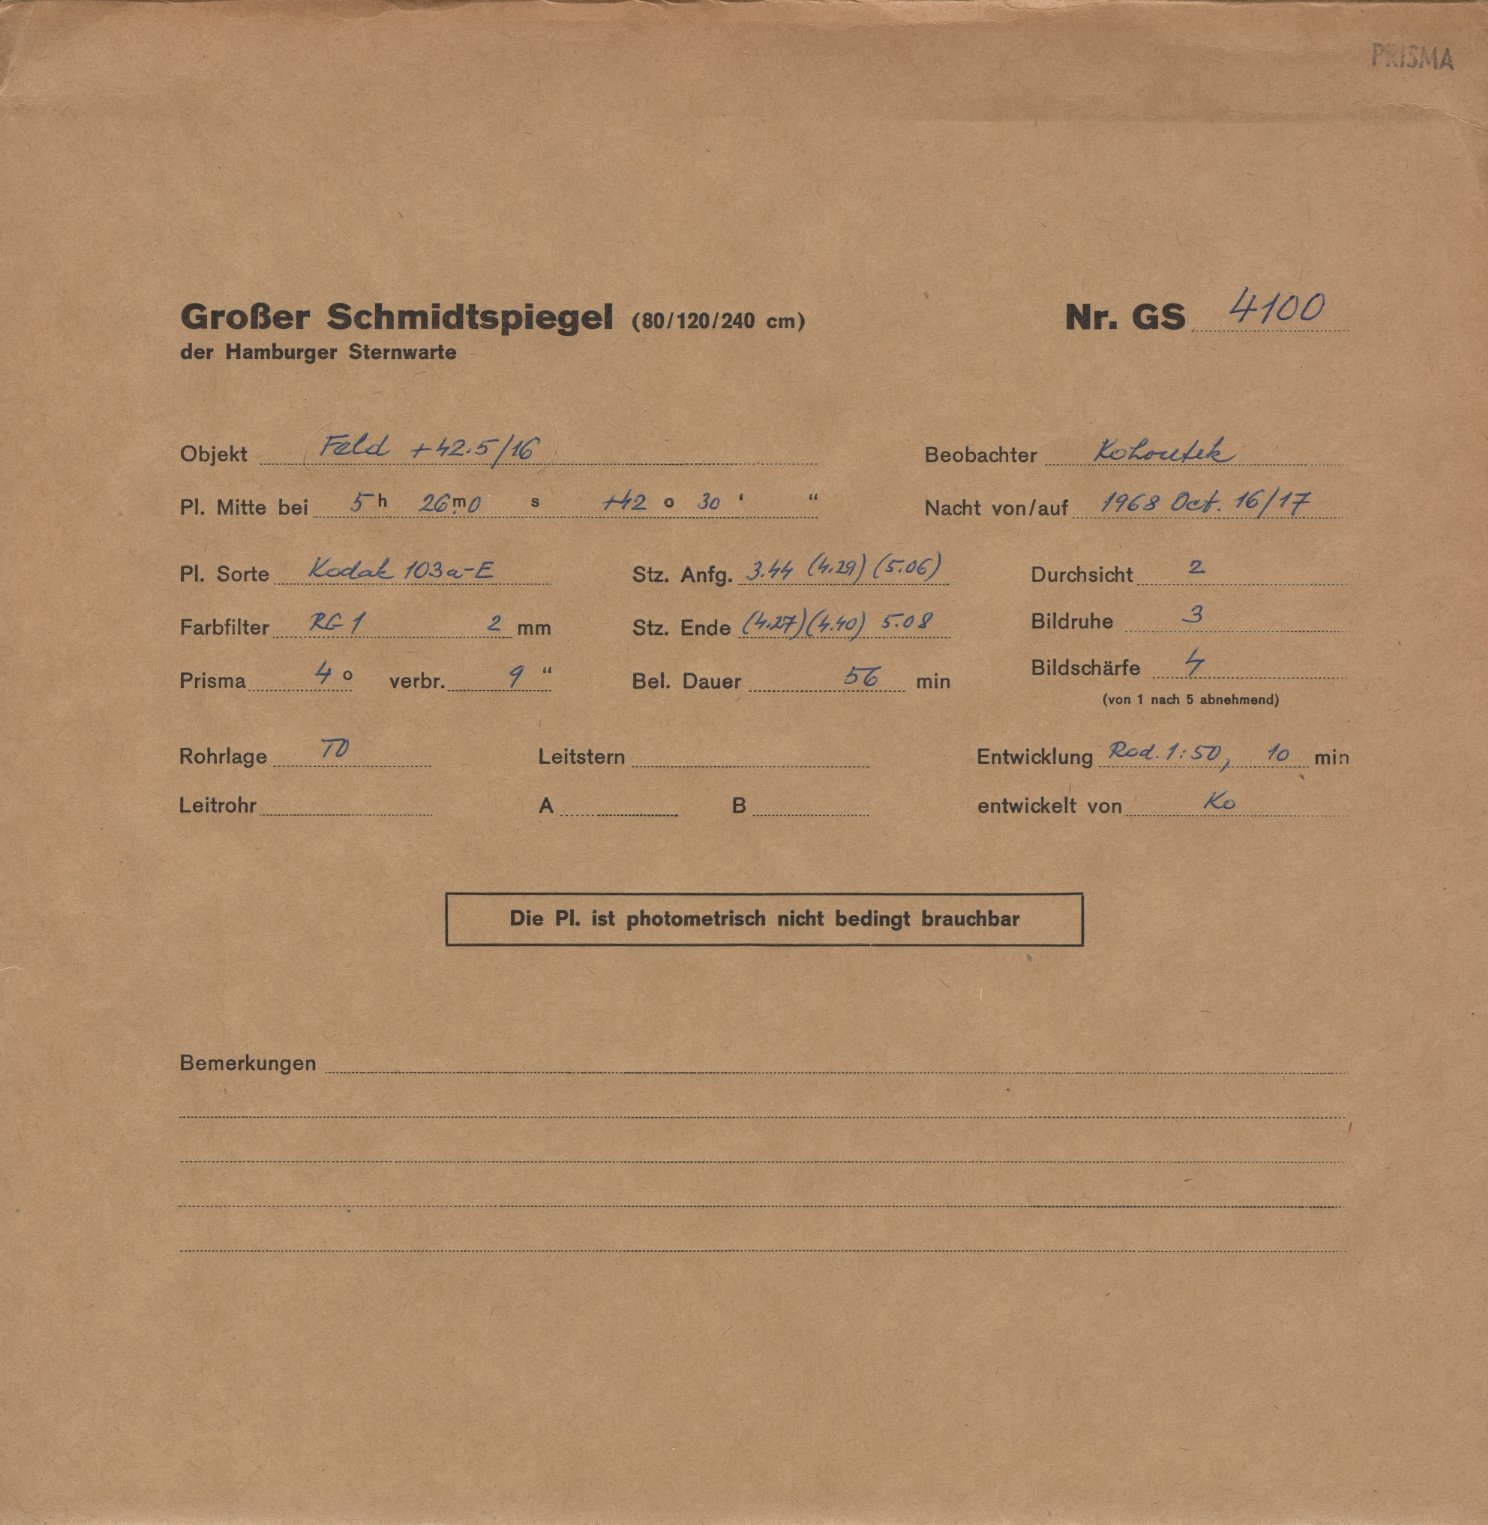 PRISMA
Großer Schmidtspiegel (80/120/240 cm) Nr. GS 4100
der Hamburger Sternwarte
Objekt Feld +42.5/16 Beobachter Kohoutek
Pl. Mitte bei 5 h 26 m.0 s +42 o 30 ‘ “ Nacht von/auf 1968 Oct. 16/17
Pl. Sorte Kodak 103a-E Stz. Anfg. 3.44 (4.29) (5.06) Durchsicht 2
Farbfilter RG 1 2 mm Stz. Ende (4.27) (4.40) 5.08 Bildruhe 3
Prisma 4 o verbr. 9 “ Bel. Dauer 56 min Bildschärfe 4
(von 1 nach 5 abnehmend)
Rohrlage TO Leitstern Entwicklung Rod. 1:50, 10 min
Leitrohr A B entwickelt von Ko
Die Pl. ist photometrisch nicht bedingt brauchbar
Bemerkungen